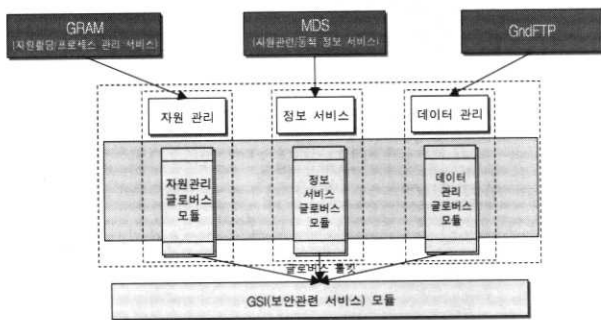 GRAM
(자원할당/프로세스 관리 서비스)
MDS
(자원관련/동적 정보 서비스)
GridFTP
자원 관리
정보 서비스
데이터 관리
자원관리
글로버스
모듈
정보
서비스
글로버스
모듈
데이터
관리
글로버스
모듈
글로버스 툴킷
GSI(보안관련 서비스) 모듈